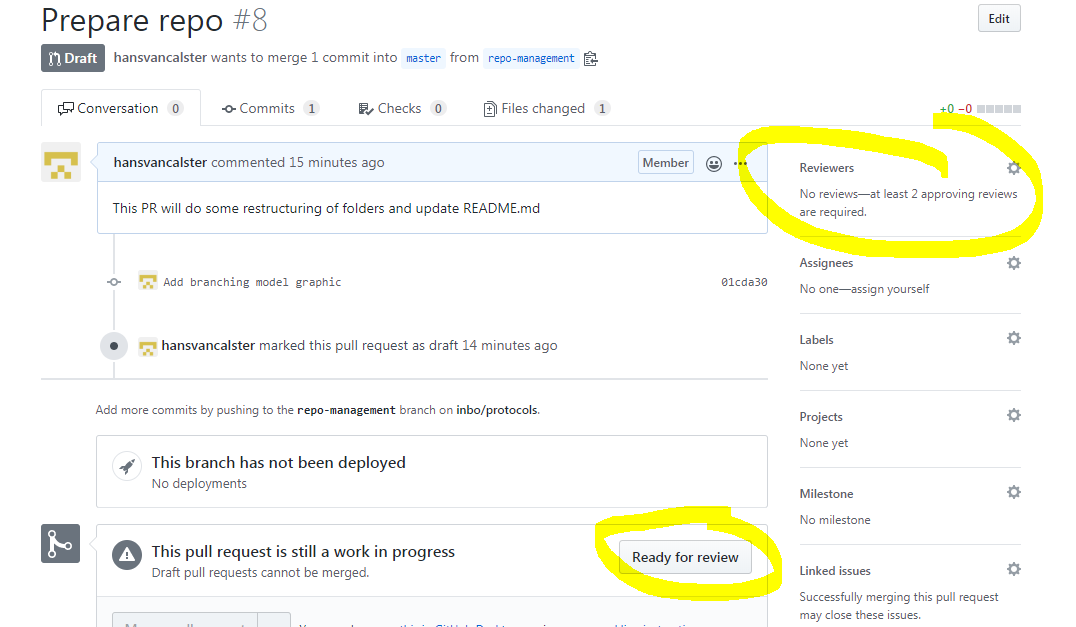 Prepare repo #8
Edit
Draft hansvancalster wants to merge 1 commit into master from repo-management
Conversation 0 Commits 1 Checks 0 Files changed 1
+0 −0
hansvancalster commented 15 minutes ago
Member
This PR will do some restructuring of folders and update README.md
Add branching model graphic 01cda30
hansvancalster marked this pull request as draft 14 minutes ago
Add more commits by pushing to the repo-management branch on inbo/protocols.
This branch has not been deployed
No deployments
This pull request is still a work in progress
Draft pull requests cannot be merged.
Ready for review
Reviewers
No reviews—at least 2 approving reviews
are required.
Assignees
No one—assign yourself
Labels
None yet
Projects
None yet
Milestone
No milestone
Linked issues
Successfully merging this pull request
may close these issues.